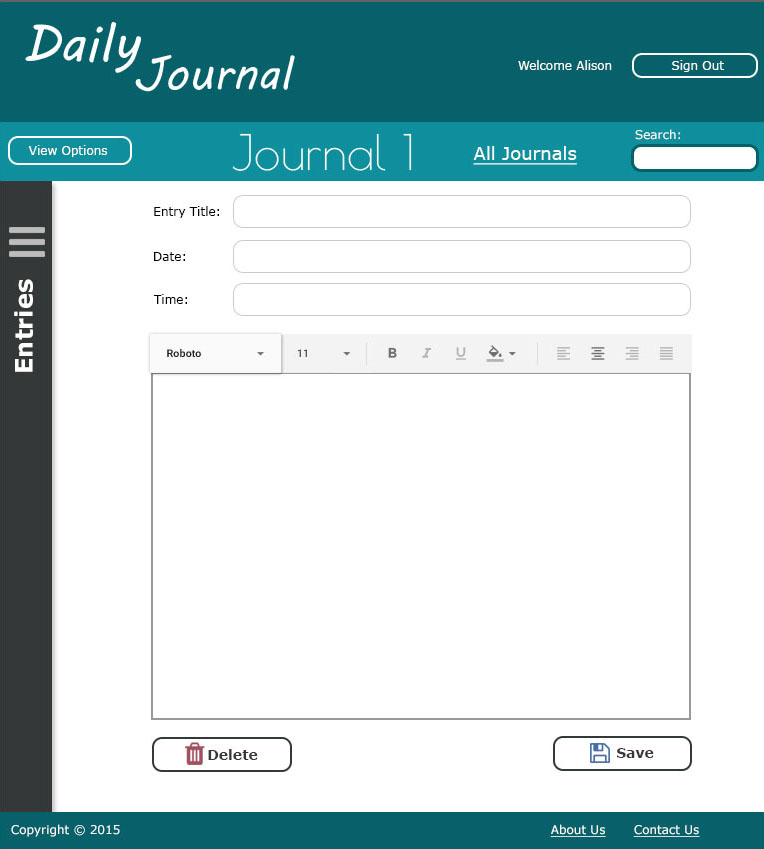 Daily
Journal
Welcome Alison
Sign Out
View Options
Journal 1
All Journals
Search:
Entries
Entry Title:
Date:
Time:
Roboto
11
B I U
Delete
Save
Copyright © 2015
About Us
Contact Us